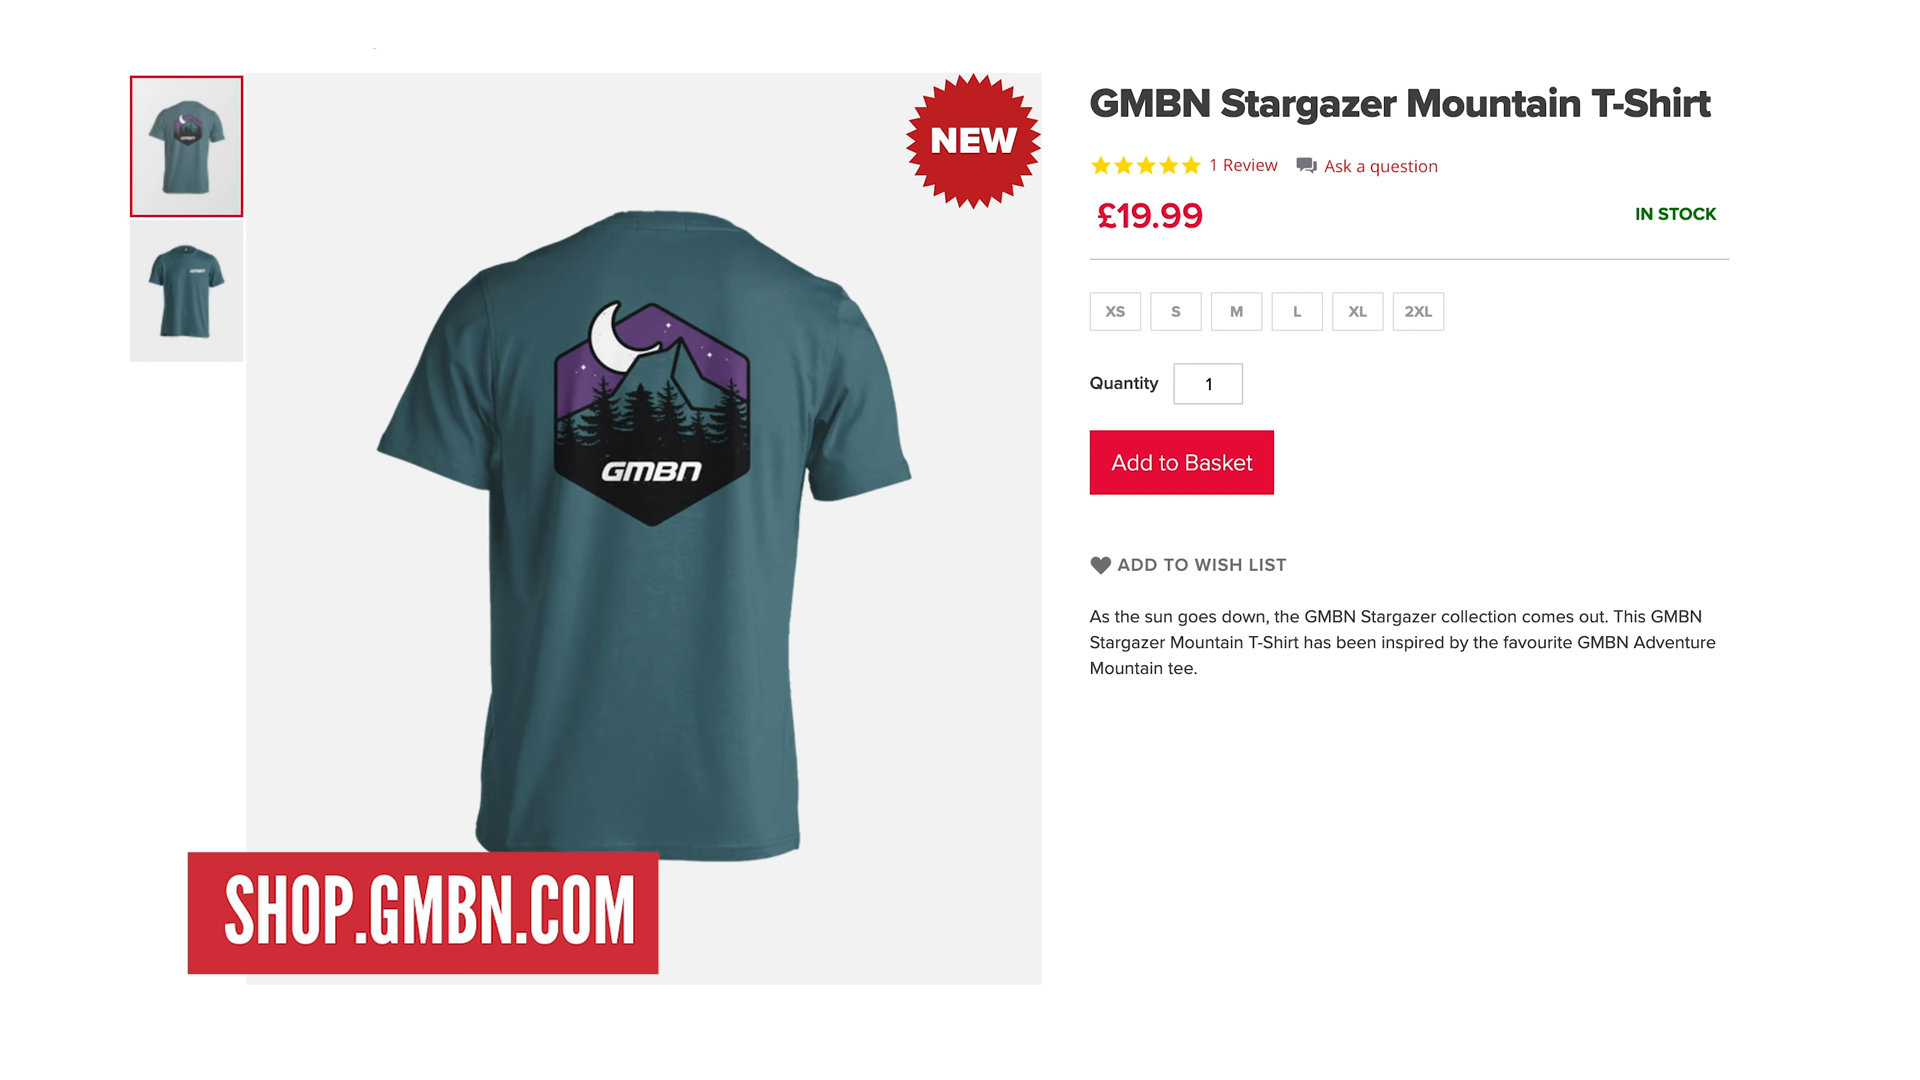 NEW
GMBN
SHOP.GMBN.COM
GMBN Stargazer Mountain T-Shirt
1 Review Ask a question
£19.99 IN STOCK
XS S M L XL 2XL
Quantity 1
Add to Basket
ADD TO WISH LIST
As the sun goes down, the GMBN Stargazer collection comes out. This GMBN
Stargazer Mountain T-Shirt has been inspired by the favourite GMBN Adventure
Mountain tee.